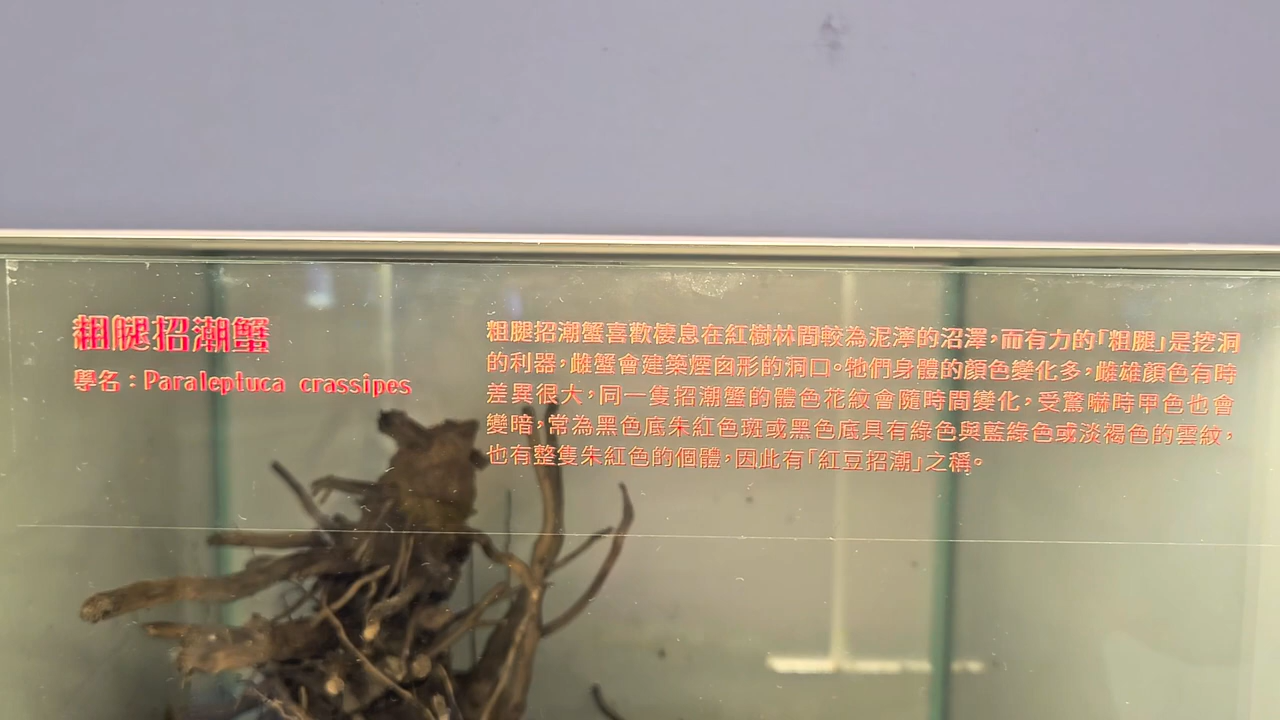 粗腿招潮蟹
學名：Paraleptuca crassipes
粗腿招潮蟹喜歡棲息在紅樹林間較為泥濘的沼澤，而有力的「粗腿」是挖洞
的利器，雌蟹會建築煙囪形的洞口。牠們身體的顏色變化多，雌雄顏色有時
差異很大，同一隻招潮蟹的體色花紋會隨時間變化，受驚嚇時甲色也會
變暗，常為黑色底朱紅色斑或黑色底具有綠色與藍綠色或淡褐色的雲紋，
也有整隻朱紅色的個體，因此有「紅豆招潮」之稱。